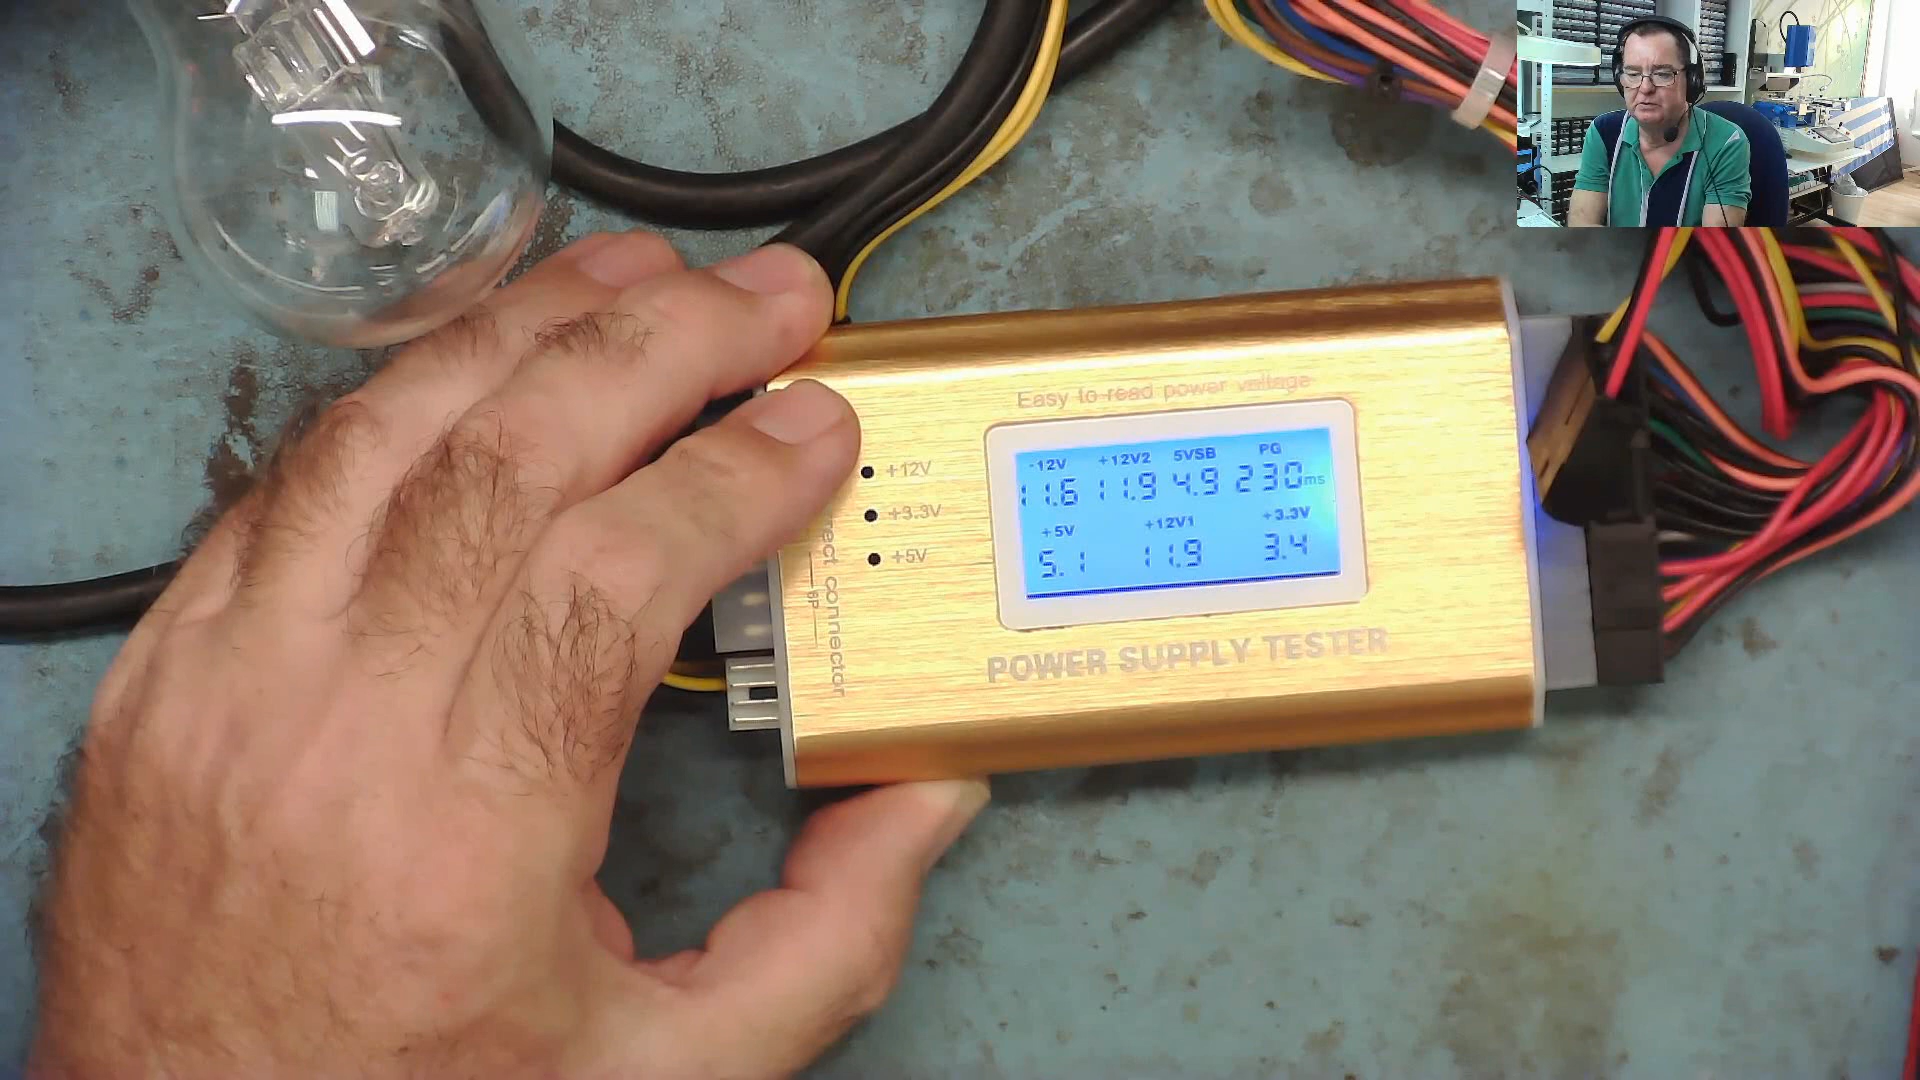 Easy to read power voltage
+12V
+3.3V
+5V
-12V +12V2 5VSB PG
11.6 11.9 4.9 230ms
+5V +12V1 +3.3V
5.1 11.9 3.4
POWER SUPPLY TESTER
connector